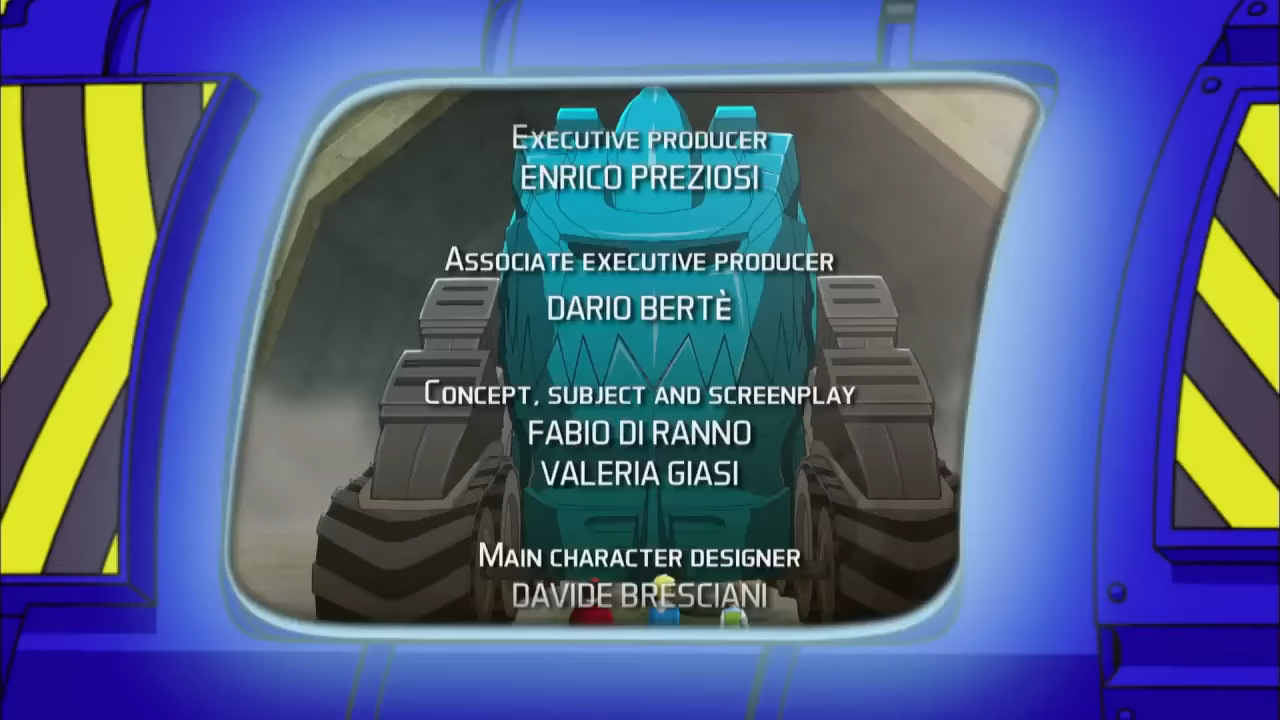 EXECUTIVE PRODUCER
ENRICO PREZIOSI
ASSOCIATE EXECUTIVE PRODUCER
DARIO BERTÈ
CONCEPT, SUBJECT AND SCREENPLAY
FABIO DI RANNO
VALERIA GIASI
MAIN CHARACTER DESIGNER
DAVIDE BRESCIANI